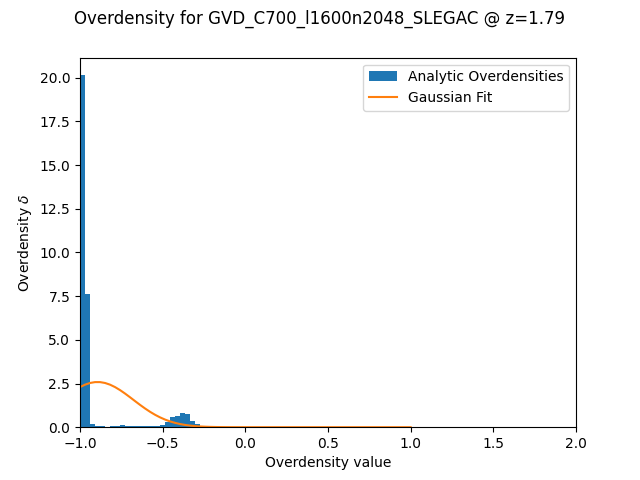 Overdensity for GVD_C700_l1600n2048_SLEGAC @ z=1.79
Analytic Overdensities
Gaussian Fit
Overdensity δ
20.0
17.5
15.0
12.5
10.0
7.5
5.0
2.5
0.0
−1.0 −0.5 0.0 0.5 1.0 1.5 2.0
Overdensity value